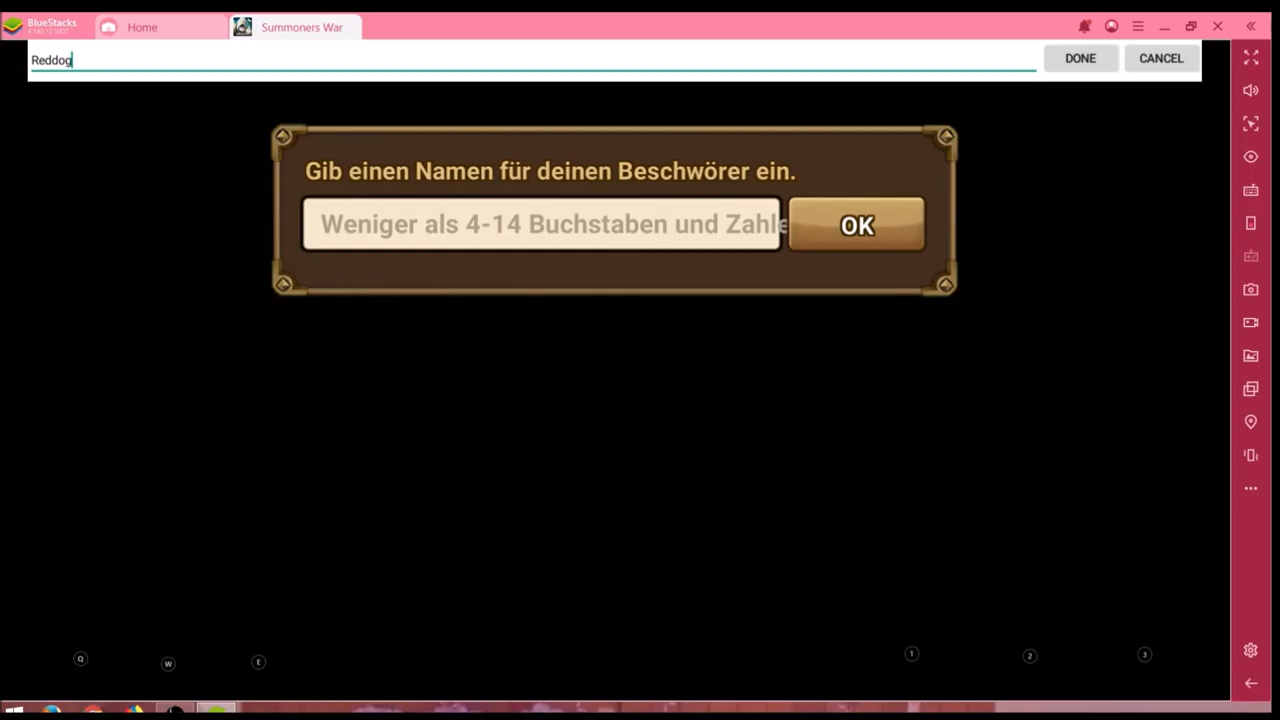 BlueStacks
Home
Summoners War
Reddog
DONE
CANCEL
Gib einen Namen für deinen Beschwörer ein.
Weniger als 4-14 Buchstaben und Zahle
OK
Q
W
E
1
2
3